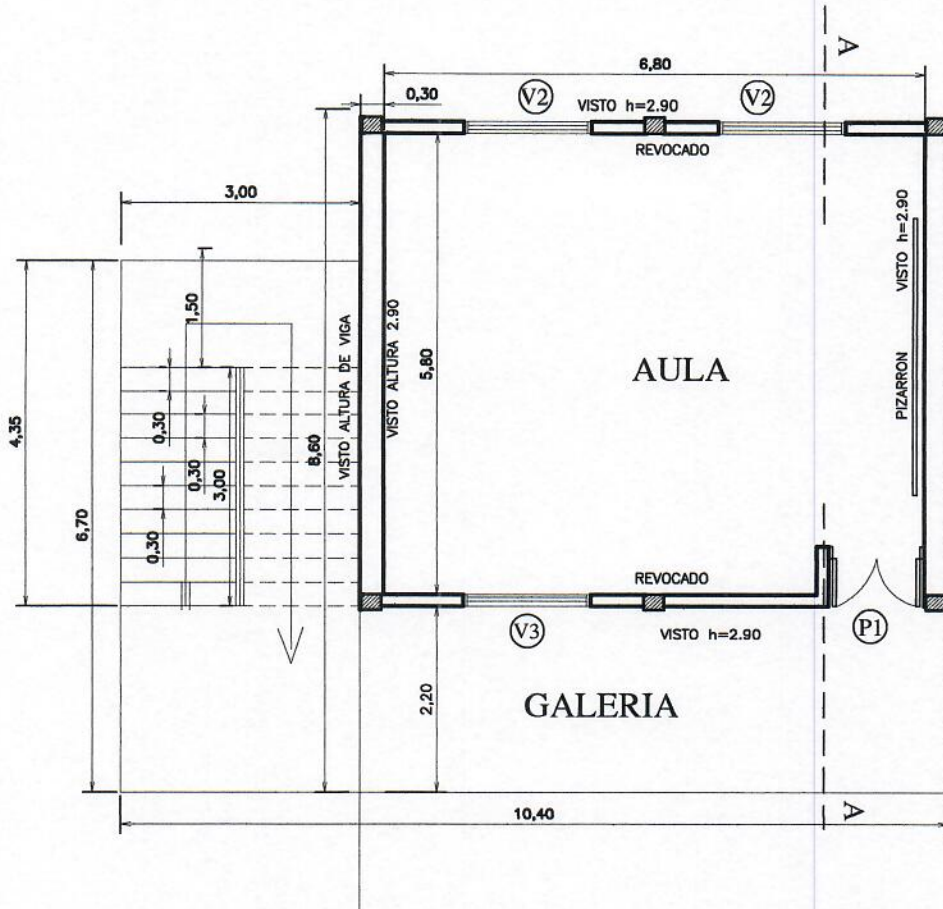 A
6,80
0,30
V2
VISTO h=2.90
V2
REVOCADO
3,00
VISTO h=2.90
1,50
VISTO ALTURA DE VIGA
VISTO ALTURA 2.90
5,80
AULA
PIZARRON
4,35
6,70
0,30
0,30
3,00
8,60
0,30
REVOCADO
V3
VISTO h=2.90
P1
2,20
GALERIA
10,40
A